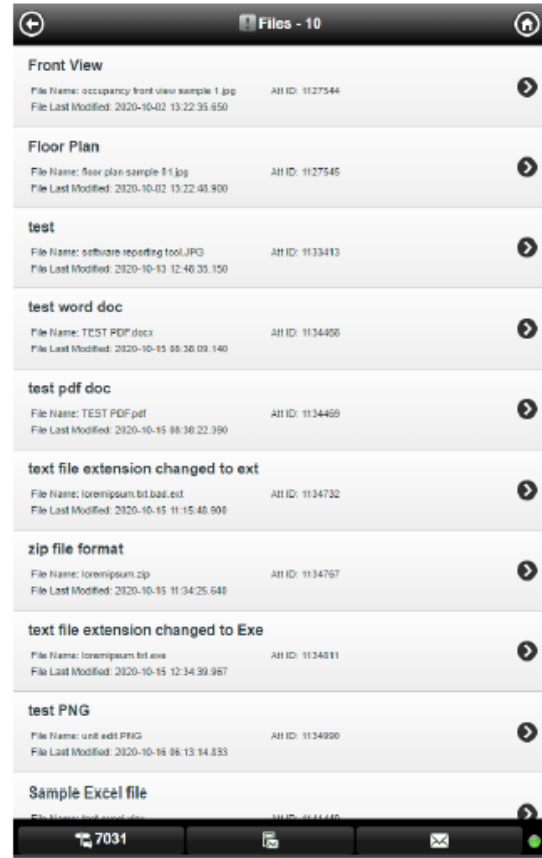 Files - 10
Front View
File Name: occupancy front view sample 1.jpg Att ID: 1127544
File Last Modified: 2020-10-02 13:22:35.650
Floor Plan
File Name: floor plan sample 01.jpg Att ID: 1127545
File Last Modified: 2020-10-02 13:22:48.900
test
File Name: software reporting tool.JPG Att ID: 1133413
File Last Modified: 2020-10-13 12:48:35.150
test word doc
File Name: TEST PDF.docx Att ID: 1134468
File Last Modified: 2020-10-15 08:38:09.140
test pdf doc
File Name: TEST PDF.pdf Att ID: 1134469
File Last Modified: 2020-10-15 08:38:22.390
text file extension changed to ext
File Name: loremipsum.txt.bad.ext Att ID: 1134732
File Last Modified: 2020-10-15 11:15:48.900
zip file format
File Name: loremipsum.zip Att ID: 1134767
File Last Modified: 2020-10-15 11:34:25.640
text file extension changed to Exe
File Name: loremipsum.txt.exe Att ID: 1134811
File Last Modified: 2020-10-15 12:34:39.967
test PNG
File Name: unit edit.PNG Att ID: 1134990
File Last Modified: 2020-10-16 06:13:14.833
Sample Excel file
File Name: test excel.xlsx Att ID:
7031